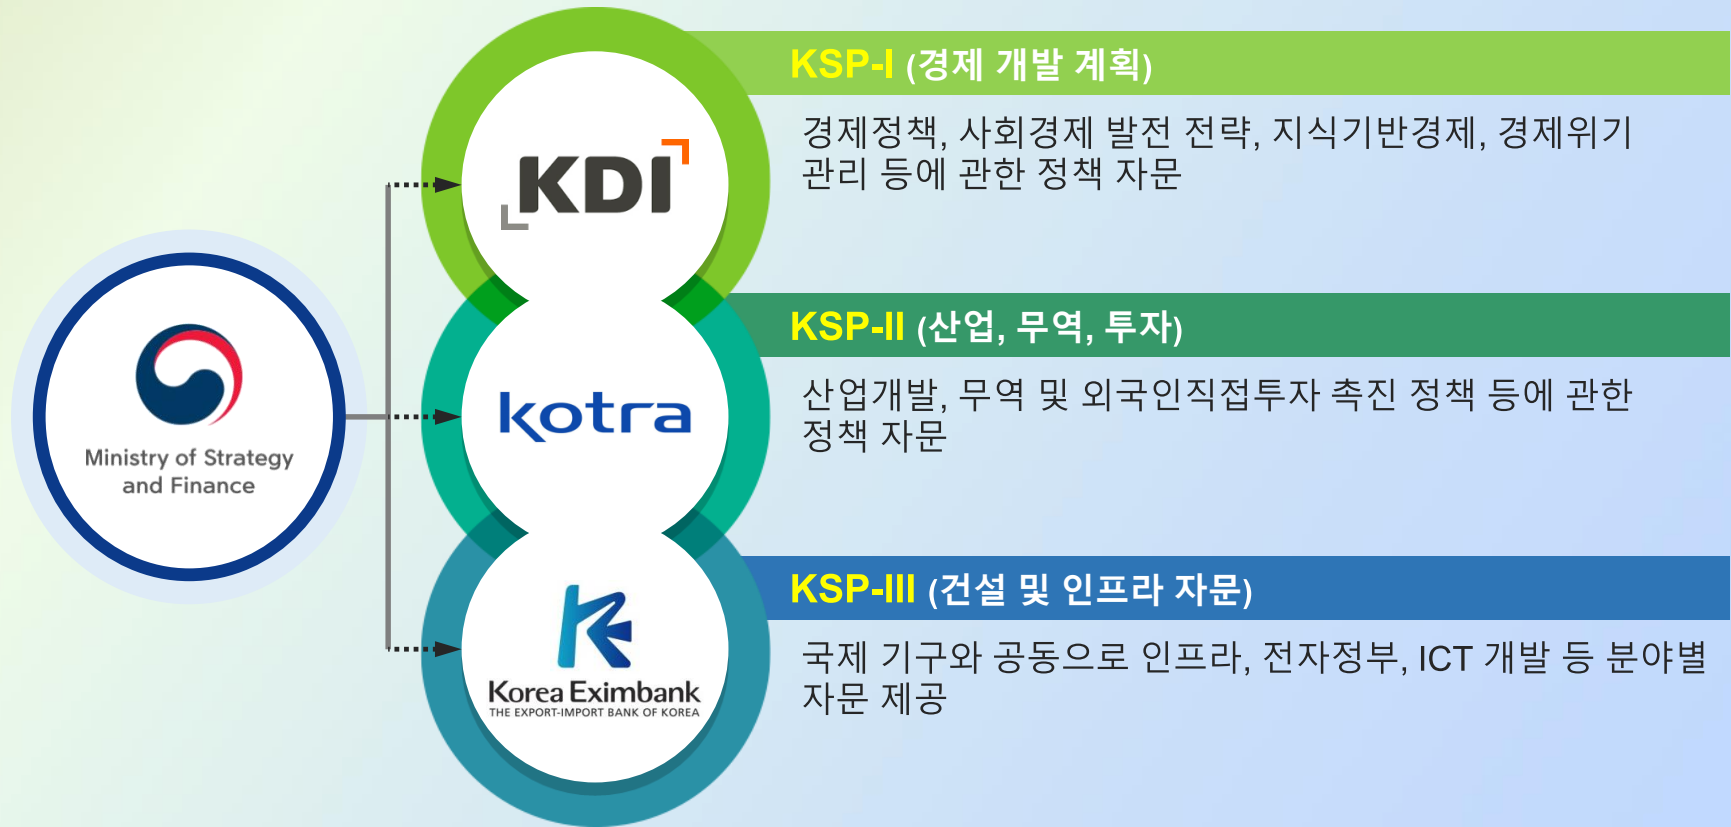 Ministry of Strategy
and Finance
KDI
KSP-I (경제 개발 계획)
경제정책, 사회경제 발전 전략, 지식기반경제, 경제위기
관리 등에 관한 정책 자문
kotra
KSP-II (산업, 무역, 투자)
산업개발, 무역 및 외국인직접투자 촉진 정책 등에 관한
정책 자문
Korea Eximbank
THE EXPORT-IMPORT BANK OF KOREA
KSP-III (건설 및 인프라 자문)
국제 기구와 공동으로 인프라, 전자정부, ICT 개발 등 분야별
자문 제공